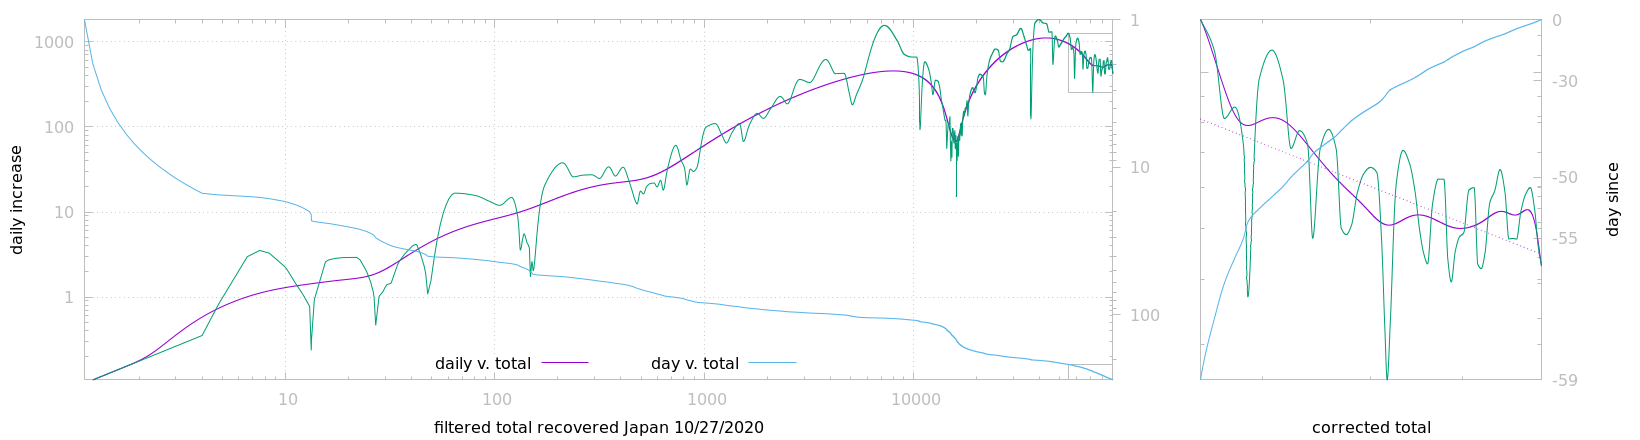 1000
100
10
1
daily increase
daily v. total
day v. total
10
100
1000
10000
filtered total recovered Japan 10/27/2020
1
10
100
0
-30
-50
-55
-59
day since
corrected total